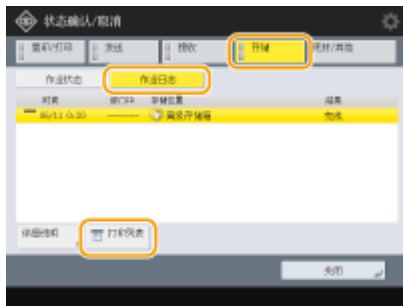 状态确认/取消
复印/打印 发送 接收 存储 耗材/其他
作业状态 作业日志
时间 部门ID 存储位置 结果
06/11 0:20 -------- 高级存储箱 完成
详细说明 打印列表
关闭